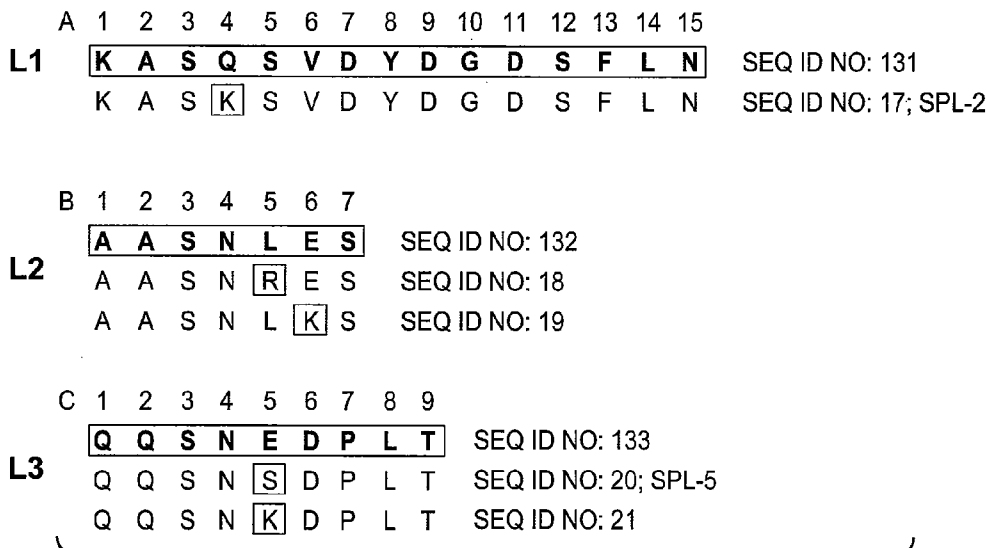 A 1 2 3 4 5 6 7 8 9 10 11 12 13 14 15
L1 K A S Q S V D Y D G D S F L N SEQ ID NO: 131
K A S K S V D Y D G D S F L N SEQ ID NO: 17; SPL-2
B 1 2 3 4 5 6 7
A A S N L E S SEQ ID NO: 132
L2 A A S N R E S SEQ ID NO: 18
A A S N L K S SEQ ID NO: 19
C 1 2 3 4 5 6 7 8 9
Q Q S N E D P L T SEQ ID NO: 133
L3 Q Q S N S D P L T SEQ ID NO: 20; SPL-5
Q Q S N K D P L T SEQ ID NO: 21